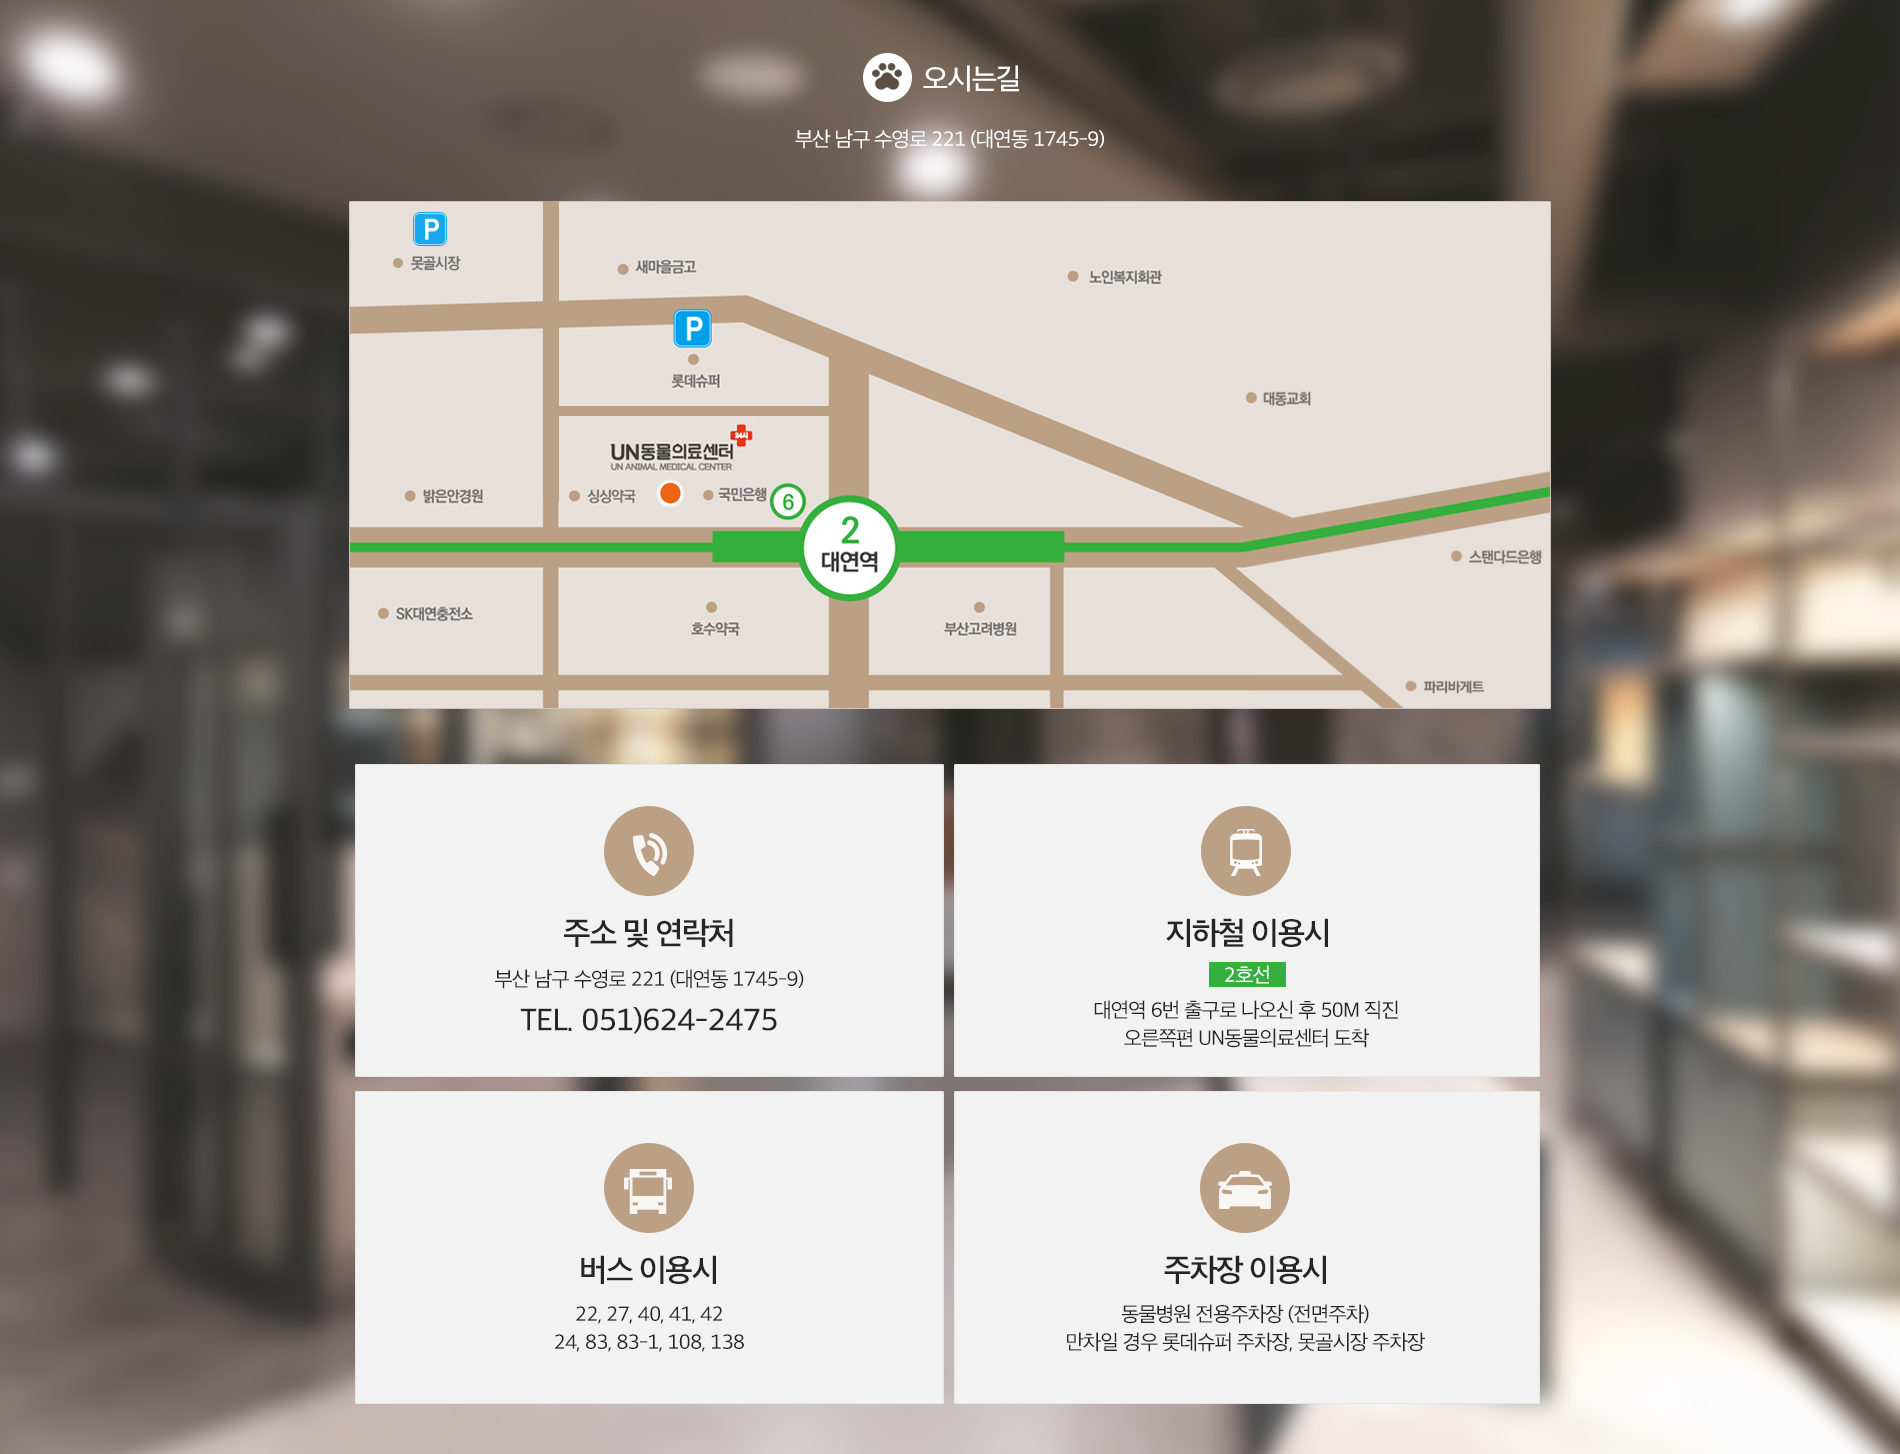 오시는길
부산 남구 수영로 221 (대연동 1745-9)
P
못골시장
새마을금고
노인복지회관
P
롯데슈퍼
대동교회
24시
UN동물의료센터
UN ANIMAL MEDICAL CENTER
밝은안경원
싱싱약국
국민은행
6
2
대연역
스탠다드은행
SK대연충전소
호수약국
부산고려병원
파리바게트
주소 및 연락처
부산 남구 수영로 221 (대연동 1745-9)
TEL. 051)624-2475
지하철 이용시
2호선
대연역 6번 출구로 나오신 후 50M 직진
오른쪽편 UN동물의료센터 도착
버스 이용시
22, 27, 40, 41, 42
24, 83, 83-1, 108, 138
주차장 이용시
동물병원 전용주차장 (전면주차)
만차일 경우 롯데슈퍼 주차장, 못골시장 주차장